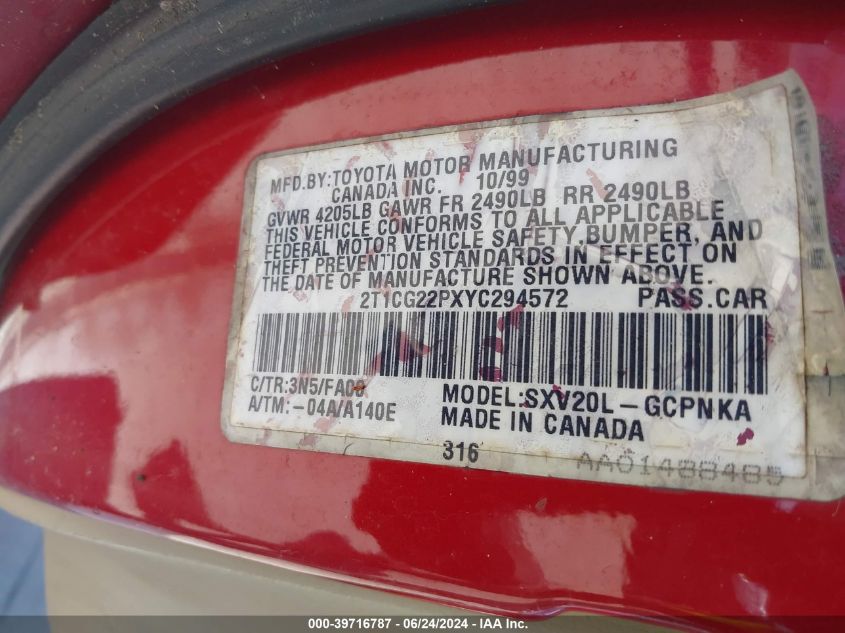 MFD.BY:TOYOTA MOTOR MANUFACTURING
CANADA INC. 10/99
GVWR 4205LB GAWR FR 2490LB RR 2490LB
THIS VEHICLE CONFORMS TO ALL APPLICABLE
FEDERAL MOTOR VEHICLE SAFETY,BUMPER, AND
THEFT PREVENTION STANDARDS IN EFFECT ON
THE DATE OF MANUFACTURE SHOWN ABOVE.
2T1CG22PXYC294572 PASS.CAR
C/TR:3N5/FA00 MODEL:SXV20L-GCPNKA
A/TM:-04A/A140E MADE IN CANADA
316 AA01488485
000-39716787 - 06/24/2024 - IAAI Inc.